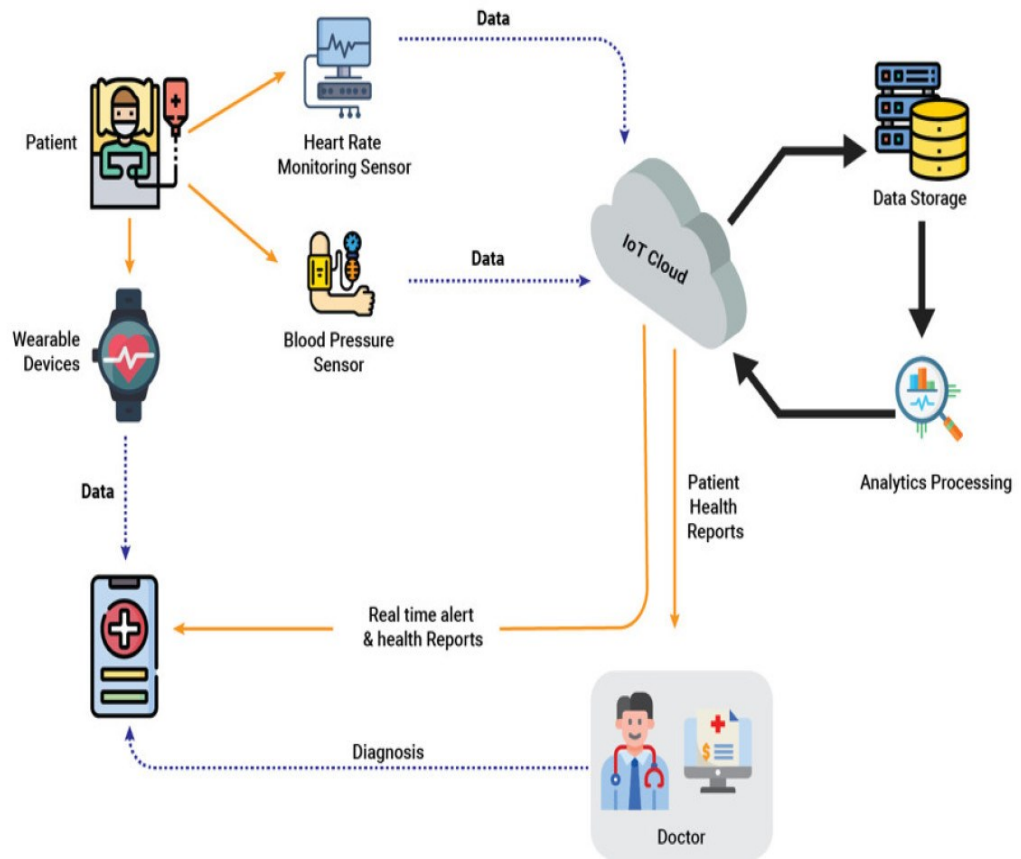 Data
Patient
Heart Rate
Monitoring Sensor
Data Storage
IoT Cloud
Data
Wearable
Devices
Blood Pressure
Sensor
Data
Patient
Health
Reports
Analytics Processing
Real time alert
& health Reports
Diagnosis
Doctor